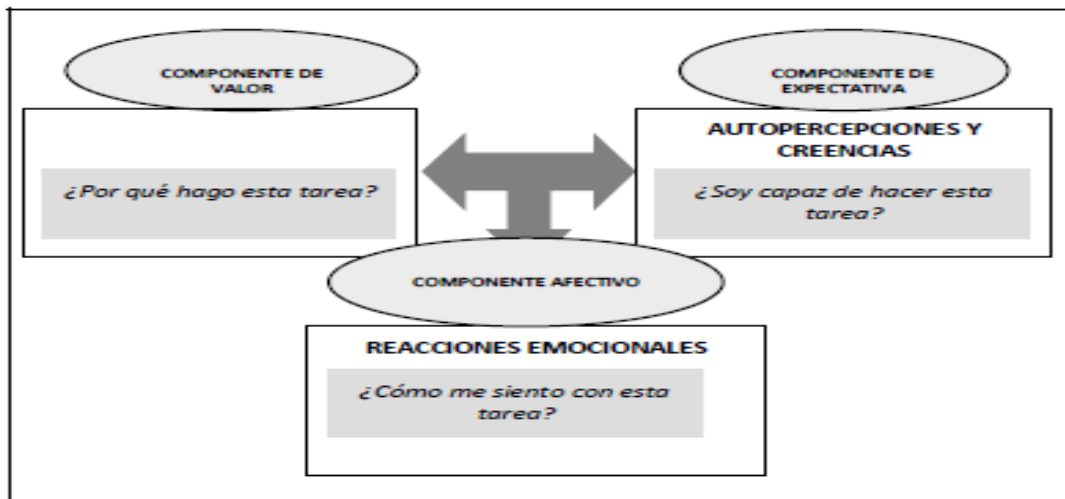 COMPONENTE DE
VALOR
¿Por qué hago esta tarea?
COMPONENTE DE
EXPECTATIVA
AUTOPERCEPCIONES Y
CREENCIAS
¿Soy capaz de hacer esta
tarea?
COMPONENTE AFECTIVO
REACCIONES EMOCIONALES
¿Cómo me siento con esta
tarea?